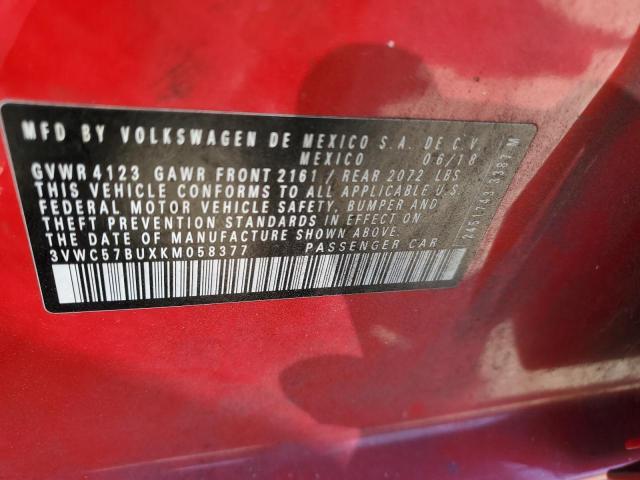 MFD BY VOLKSWAGEN DE MEXICO S.A. DE C.V.
MEXICO 06/18
GVWR 4123 GAWR FRONT 2161 / REAR 2072 LBS
THIS VEHICLE CONFORMS TO ALL APPLICABLE U.S.
FEDERAL MOTOR VEHICLE SAFETY, BUMPER AND
THEFT PREVENTION STANDARDS IN EFFECT ON
THE DATE OF MANUFACTURE SHOWN ABOVE.
3VWC57BUXKM058377 PASSENGER CAR
2451743 3387 M